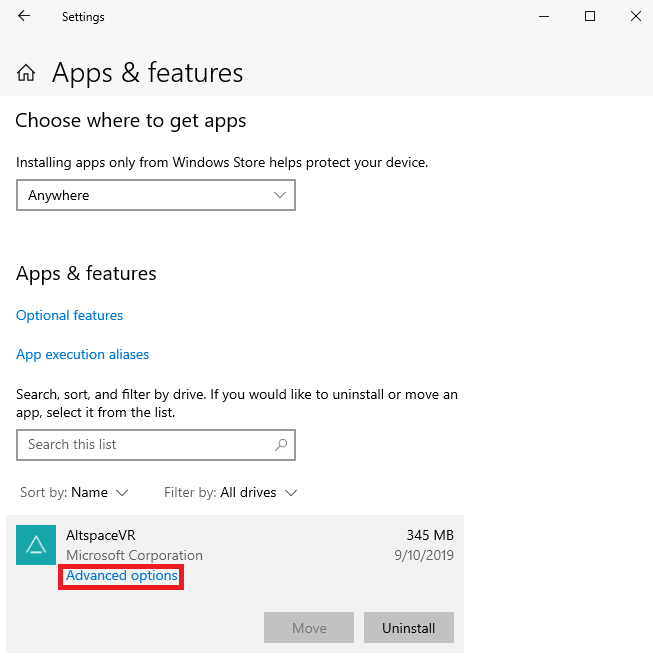 Settings
Apps & features
Choose where to get apps
Installing apps only from Windows Store helps protect your device.
Anywhere
Apps & features
Optional features
App execution aliases
Search, sort, and filter by drive. If you would like to uninstall or move an
app, select it from the list.
Search this list
Sort by: Name Filter by: All drives
AltspaceVR 345 MB
Microsoft Corporation 9/10/2019
Advanced options
Move Uninstall